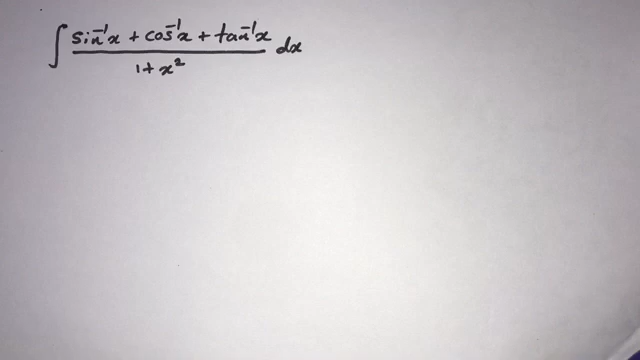 ∫ (sin⁻¹x + cos⁻¹x + tan⁻¹x) / (1 + x²) dx